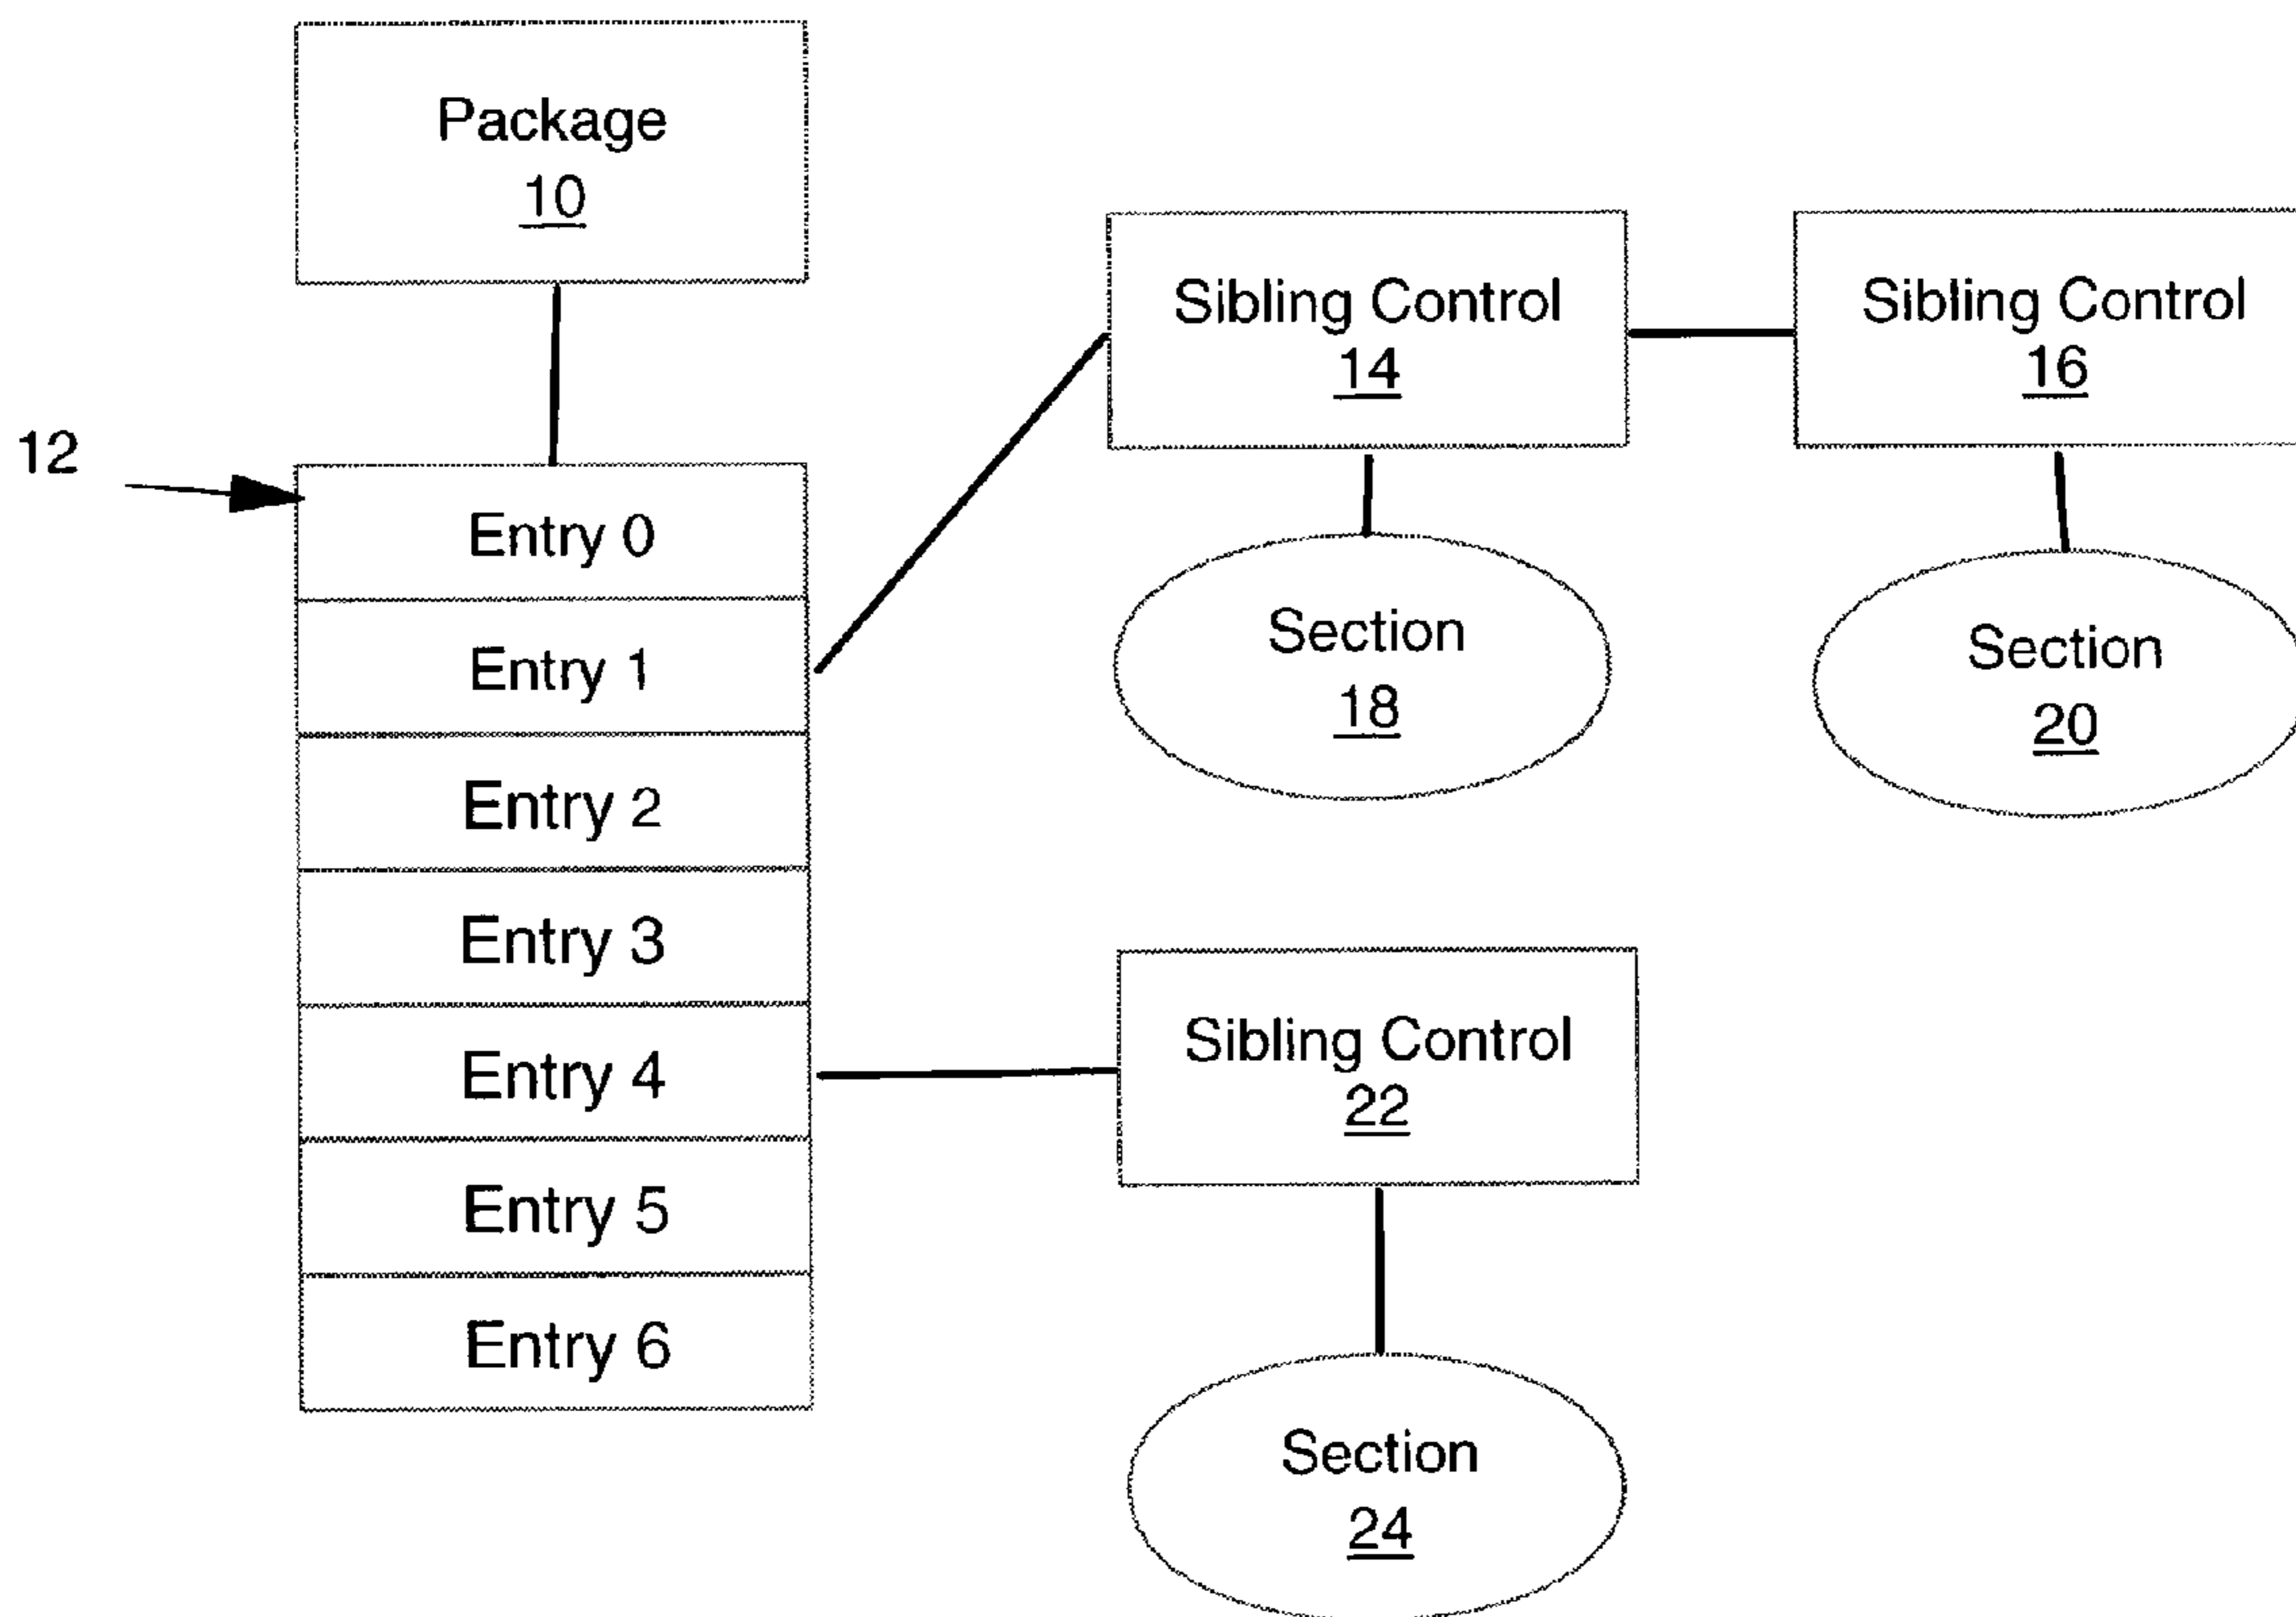 Package
10
12
Entry 0
Entry 1
Entry 2
Entry 3
Entry 4
Entry 5
Entry 6
Sibling Control
14
Sibling Control
16
Section
18
Section
20
Sibling Control
22
Section
24